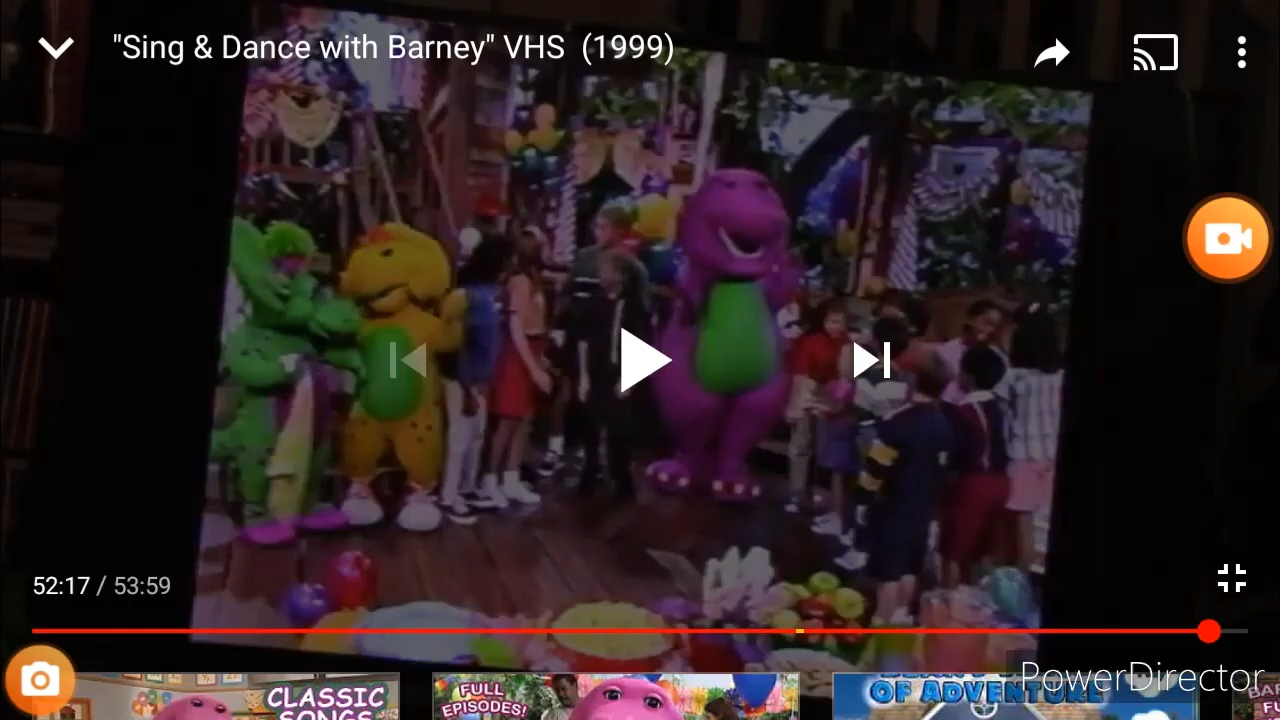 "Sing & Dance with Barney" VHS (1999)
52:17 / 53:59
PowerDirector
CLASSIC
SONGS
FULL
EPISODES!
OF ADVENTURE